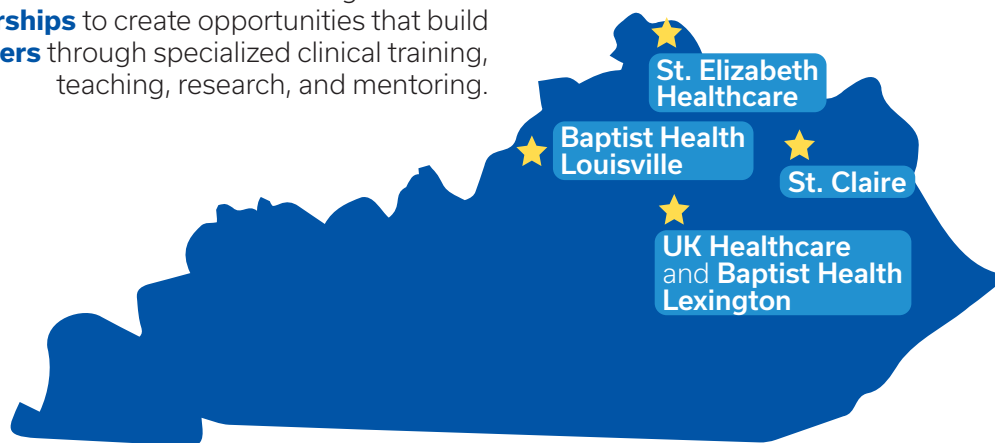 rships to create opportunities that build
ers through specialized clinical training,
teaching, research, and mentoring.
St. Elizabeth
Healthcare
Baptist Health
Louisville
St. Claire
UK Healthcare
and Baptist Health
Lexington